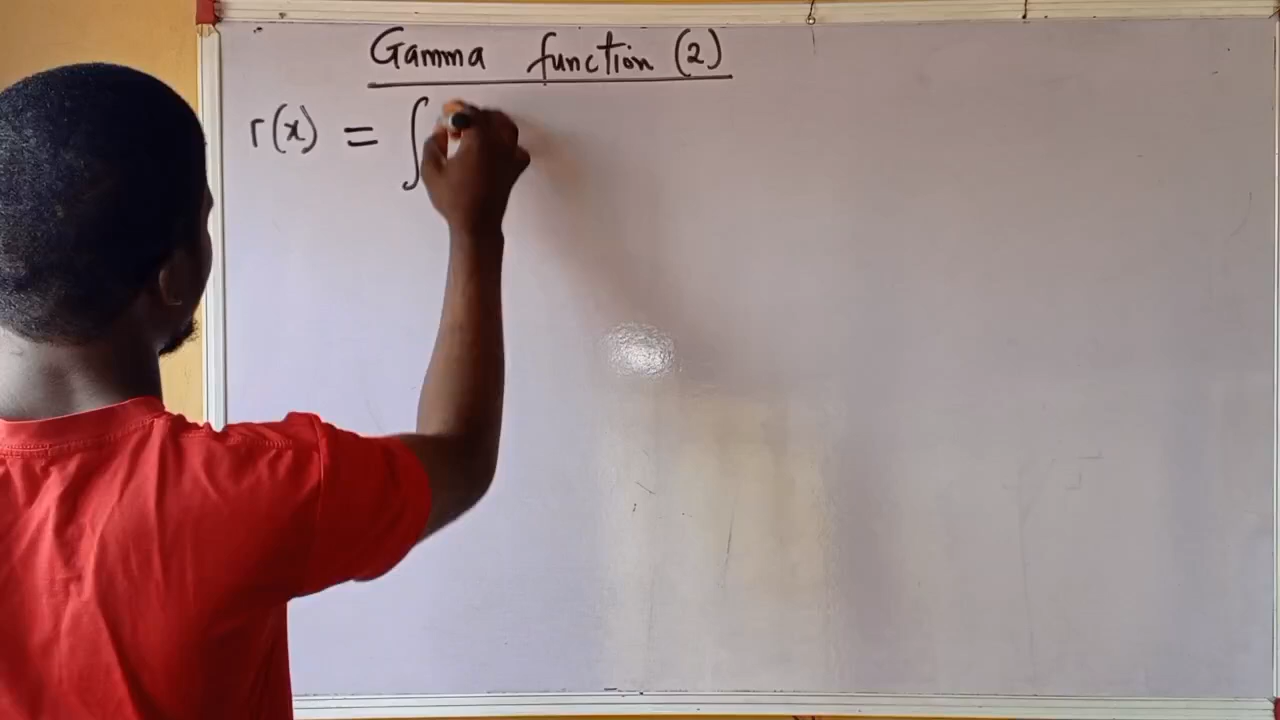 Gamma function (2)
Γ(x) = ∫